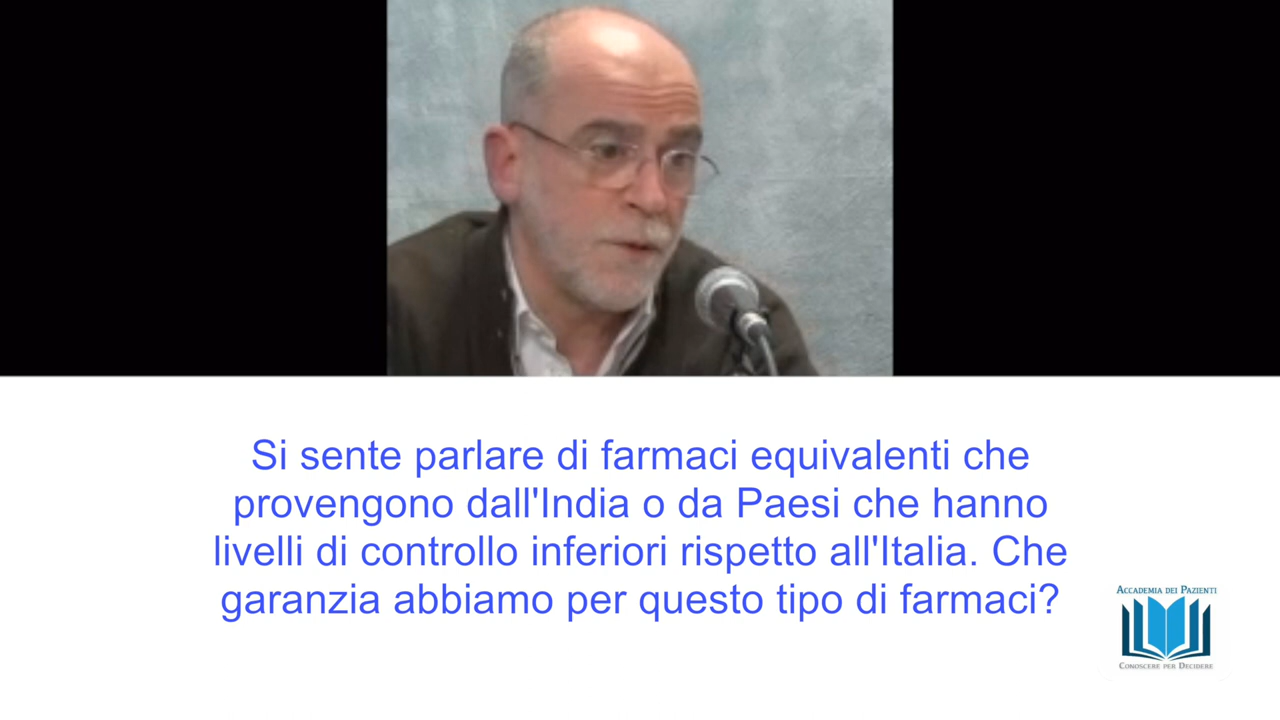 Si sente parlare di farmaci equivalenti che
provengono dall'India o da Paesi che hanno
livelli di controllo inferiori rispetto all'Italia. Che
garanzia abbiamo per questo tipo di farmaci?
ACCADEMIA DEI PAZIENTI
CONOSCERE PER DECIDERE